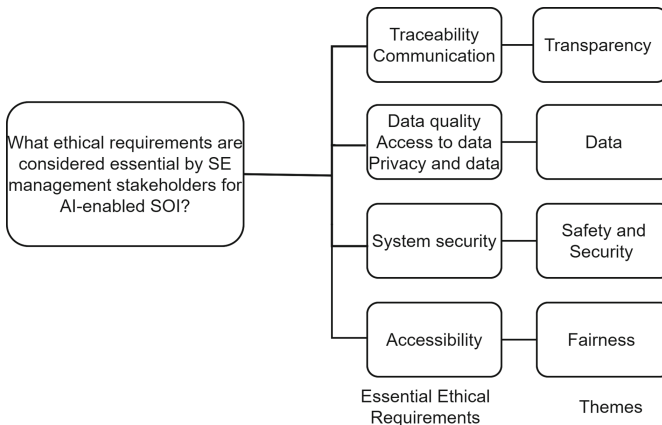 What ethical requirements are
considered essential by SE
management stakeholders for
AI-enabled SOI?
Traceability
Communication
Transparency
Data quality
Access to data
Privacy and data
Data
System security
Safety and
Security
Accessibility
Fairness
Essential Ethical
Requirements
Themes